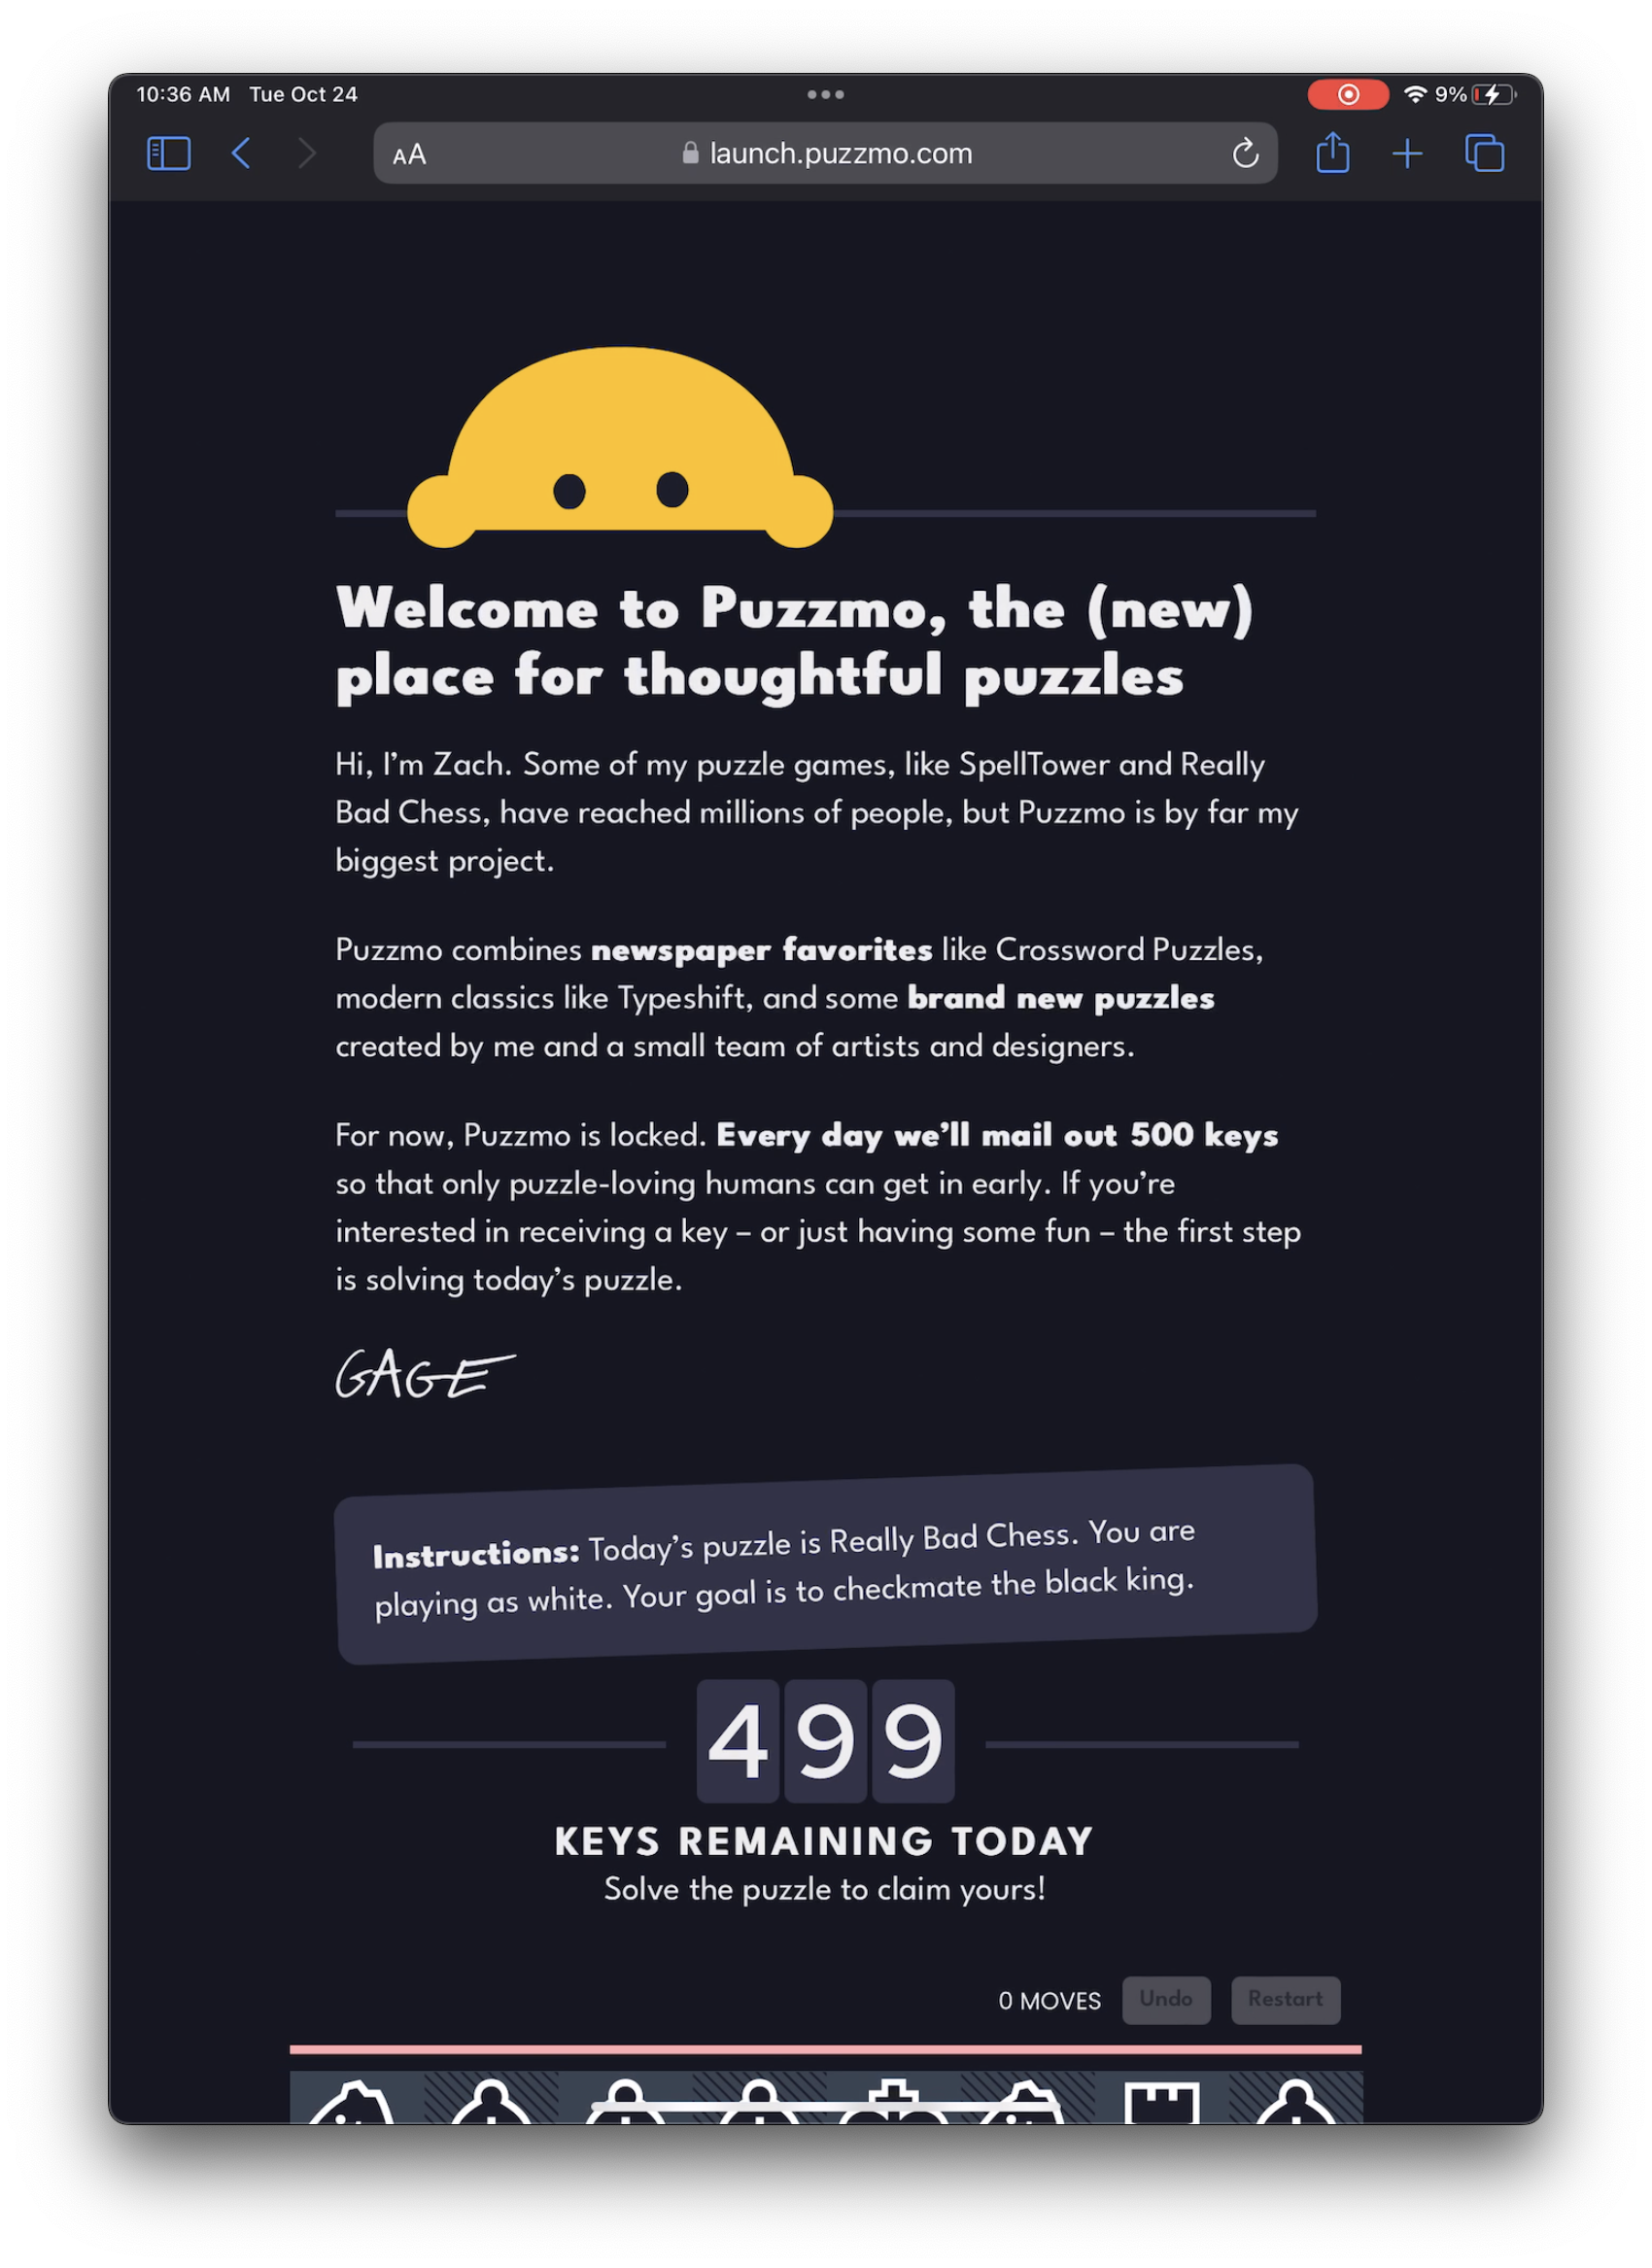 10:36 AM Tue Oct 24
9%
AA
launch.puzzmo.com
Welcome to Puzzmo, the (new)
place for thoughtful puzzles
Hi, I’m Zach. Some of my puzzle games, like SpellTower and Really
Bad Chess, have reached millions of people, but Puzzmo is by far my
biggest project.
Puzzmo combines newspaper favorites like Crossword Puzzles,
modern classics like Typeshift, and some brand new puzzles
created by me and a small team of artists and designers.
For now, Puzzmo is locked. Every day we’ll mail out 500 keys
so that only puzzle-loving humans can get in early. If you’re
interested in receiving a key – or just having some fun – the first step
is solving today’s puzzle.
GAGE
Instructions: Today’s puzzle is Really Bad Chess. You are
playing as white. Your goal is to checkmate the black king.
499
KEYS REMAINING TODAY
Solve the puzzle to claim yours!
0 MOVES Undo Restart